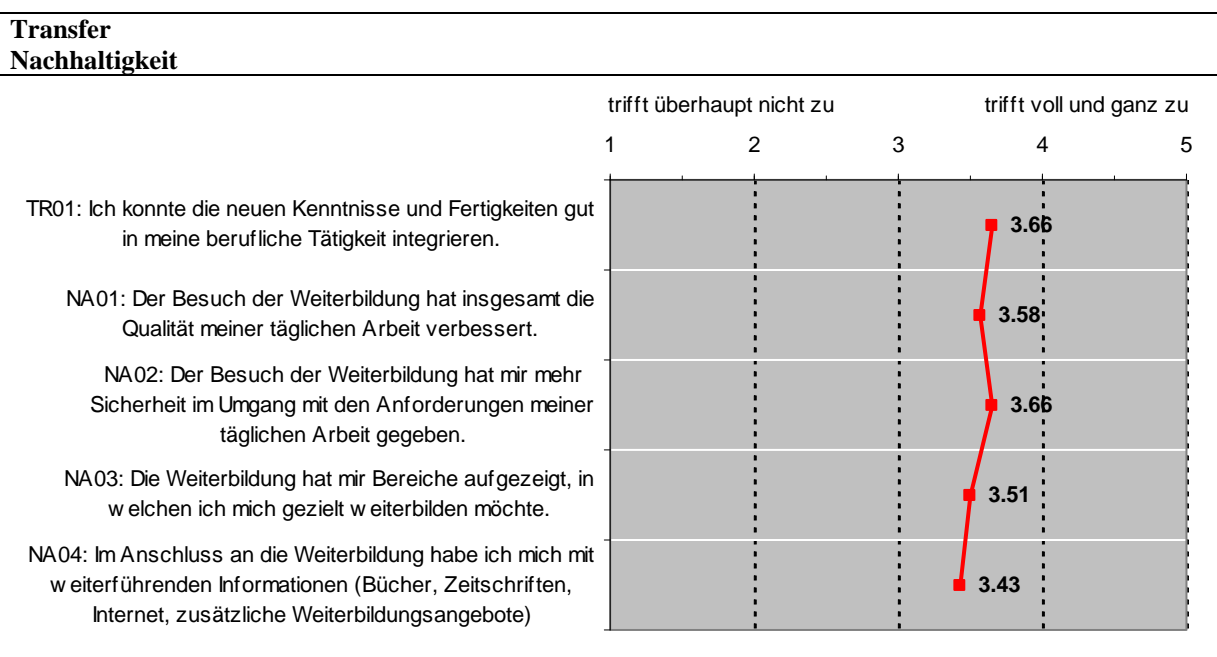 Transfer
Nachhaltigkeit
trifft überhaupt nicht zu trifft voll und ganz zu
1 2 3 4 5
TR01: Ich konnte die neuen Kenntnisse und Fertigkeiten gut
in meine berufliche Tätigkeit integrieren.
3.66
NA01: Der Besuch der Weiterbildung hat insgesamt die
Qualität meiner täglichen Arbeit verbessert.
3.58
NA02: Der Besuch der Weiterbildung hat mir mehr
Sicherheit im Umgang mit den Anforderungen meiner
täglichen Arbeit gegeben.
3.66
NA03: Die Weiterbildung hat mir Bereiche aufgezeigt, in
welchen ich mich gezielt weiterbilden möchte.
3.51
NA04: Im Anschluss an die Weiterbildung habe ich mich mit
weiterführenden Informationen (Bücher, Zeitschriften,
Internet, zusätzliche Weiterbildungsangebote)
3.43